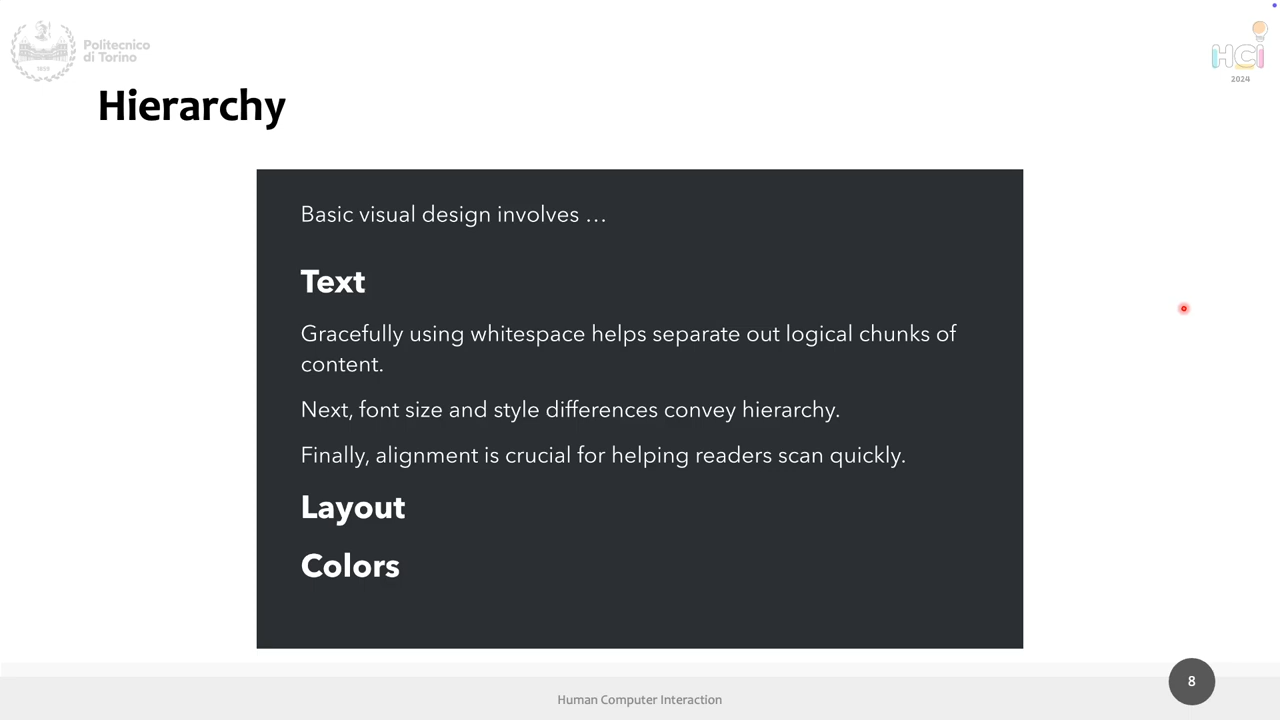 Politecnico
di Torino
1859
HCI
2024
Hierarchy
Basic visual design involves …
Text
Gracefully using whitespace helps separate out logical chunks of
content.
Next, font size and style differences convey hierarchy.
Finally, alignment is crucial for helping readers scan quickly.
Layout
Colors
8
Human Computer Interaction